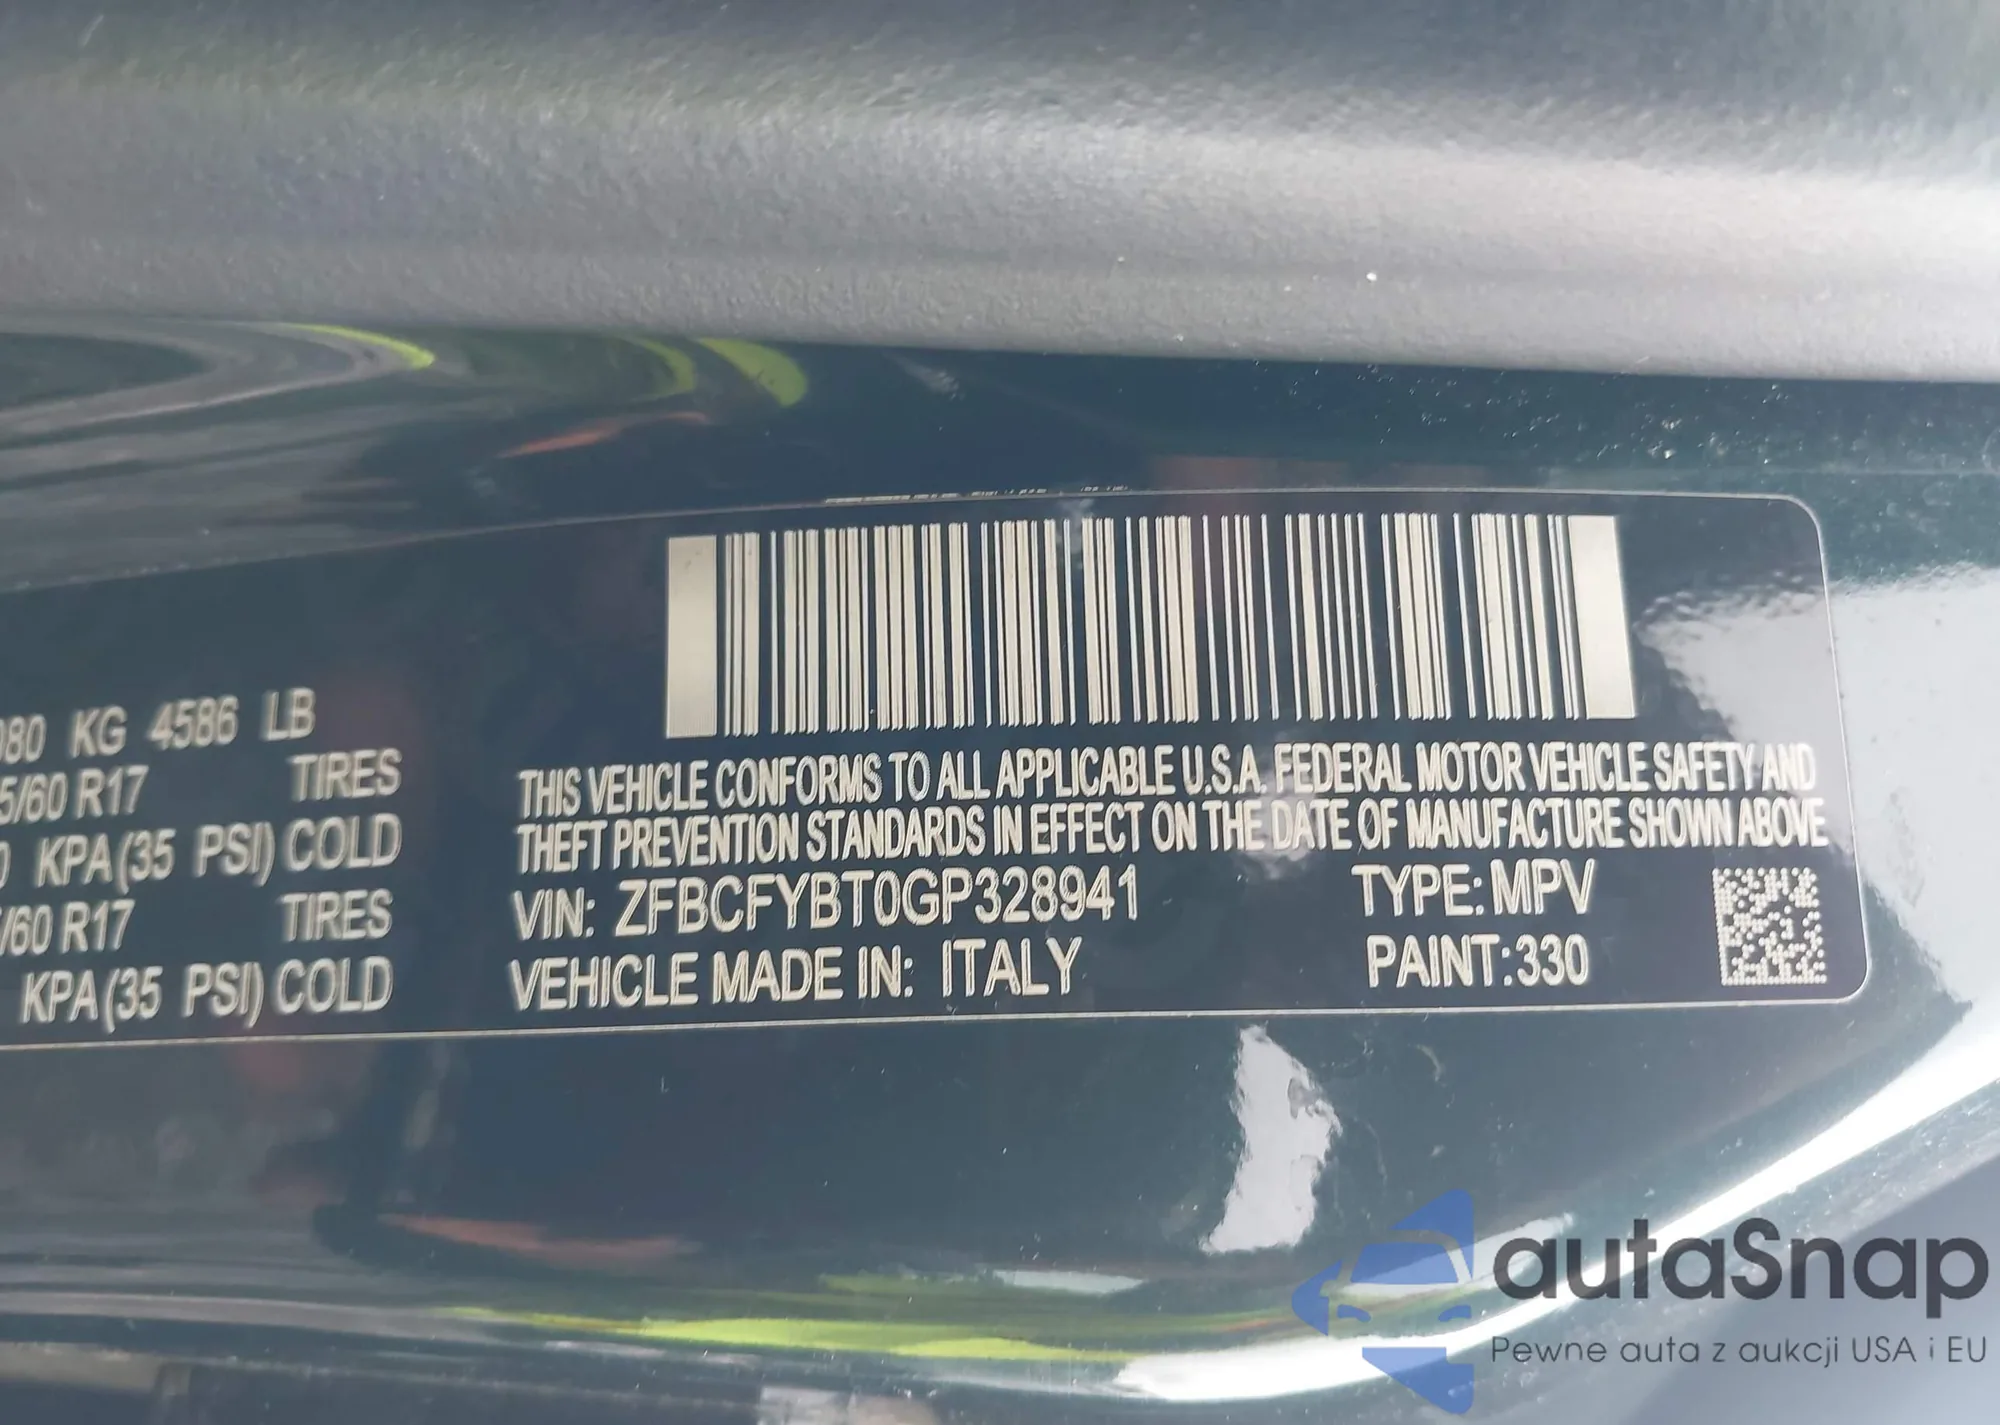 080 KG 4586 LB
5/60 R17 TIRES
0 KPA(35 PSI) COLD
/60 R17 TIRES
KPA(35 PSI) COLD
THIS VEHICLE CONFORMS TO ALL APPLICABLE U.S.A. FEDERAL MOTOR VEHICLE SAFETY AND
THEFT PREVENTION STANDARDS IN EFFECT ON THE DATE OF MANUFACTURE SHOWN ABOVE
VIN: ZFBCFYBT0GP328941 TYPE: MPV
VEHICLE MADE IN: ITALY PAINT:330
autaSnap
Pewne auta z aukcji USA i EU